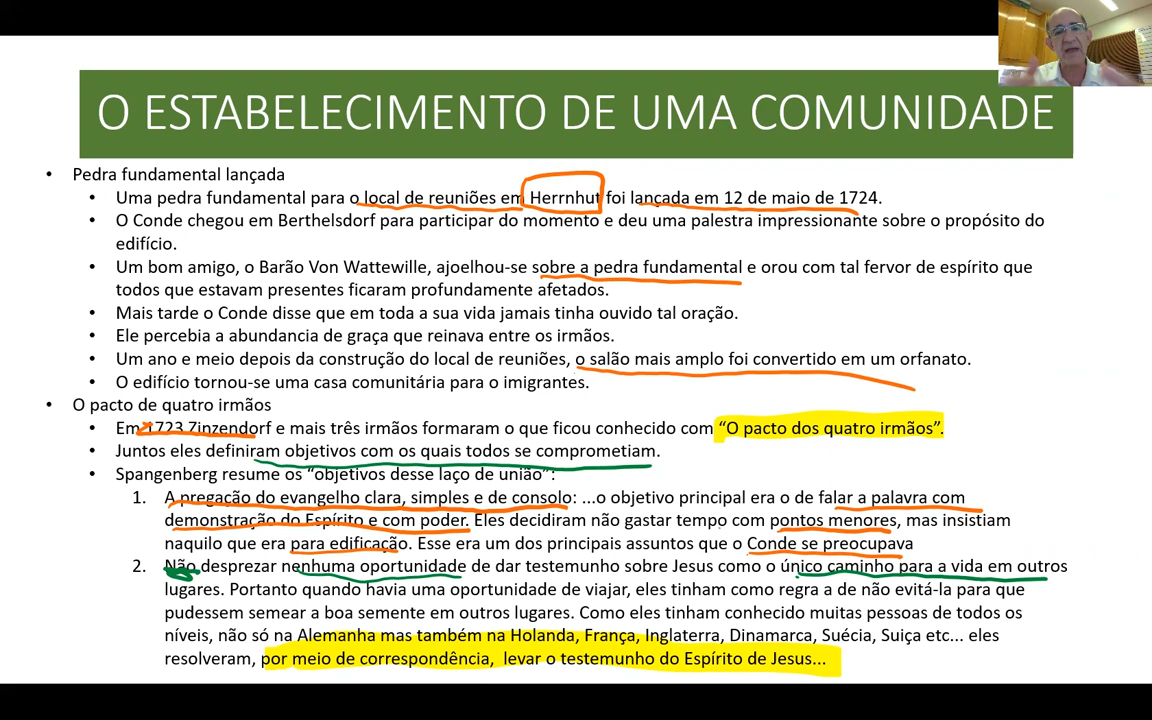 O ESTABELECIMENTO DE UMA COMUNIDADE
• Pedra fundamental lançada
• Uma pedra fundamental para o local de reuniões em Herrnhut foi lançada em 12 de maio de 1724.
• O Conde chegou em Berthelsdorf para participar do momento e deu uma palestra impressionante sobre o propósito do
edifício.
• Um bom amigo, o Barão Von Wattewille, ajoelhou-se sobre a pedra fundamental e orou com tal fervor de espírito que
todos que estavam presentes ficaram profundamente afetados.
• Mais tarde o Conde disse que em toda a sua vida jamais tinha ouvido tal oração.
• Ele percebia a abundancia de graça que reinava entre os irmãos.
• Um ano e meio depois da construção do local de reuniões, o salão mais amplo foi convertido em um orfanato.
• O edifício tornou-se uma casa comunitária para o imigrantes.
• O pacto de quatro irmãos
• Em 1723 Zinzendorf e mais três irmãos formaram o que ficou conhecido com “O pacto dos quatro irmãos”.
• Juntos eles definiram objetivos com os quais todos se comprometiam.
• Spangenberg resume os “objetivos desse laço de união”:
1. A pregação do evangelho clara, simples e de consolo: ...o objetivo principal era o de falar a palavra com
demonstração do Espírito e com poder. Eles decidiram não gastar tempo com pontos menores, mas insistiam
naquilo que era para edificação. Esse era um dos principais assuntos que o Conde se preocupava
2. Não desprezar nenhuma oportunidade de dar testemunho sobre Jesus como o único caminho para a vida em outros
lugares. Portanto quando havia uma oportunidade de viajar, eles tinham como regra a de não evitá-la para que
pudessem semear a boa semente em outros lugares. Como eles tinham conhecido muitas pessoas de todos os
níveis, não só na Alemanha mas também na Holanda, França, Inglaterra, Dinamarca, Suécia, Suiça etc... eles
resolveram, por meio de correspondência, levar o testemunho do Espírito de Jesus...